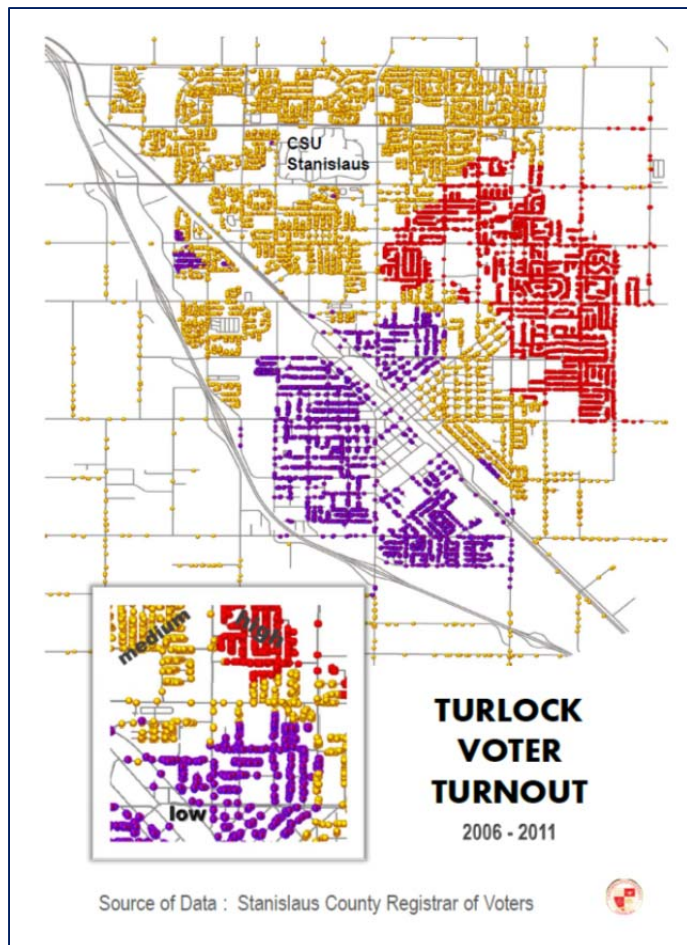 CSU
Stanislaus
medium
high
low
TURLOCK
VOTER
TURNOUT
2006 - 2011
Source of Data : Stanislaus County Registrar of Voters